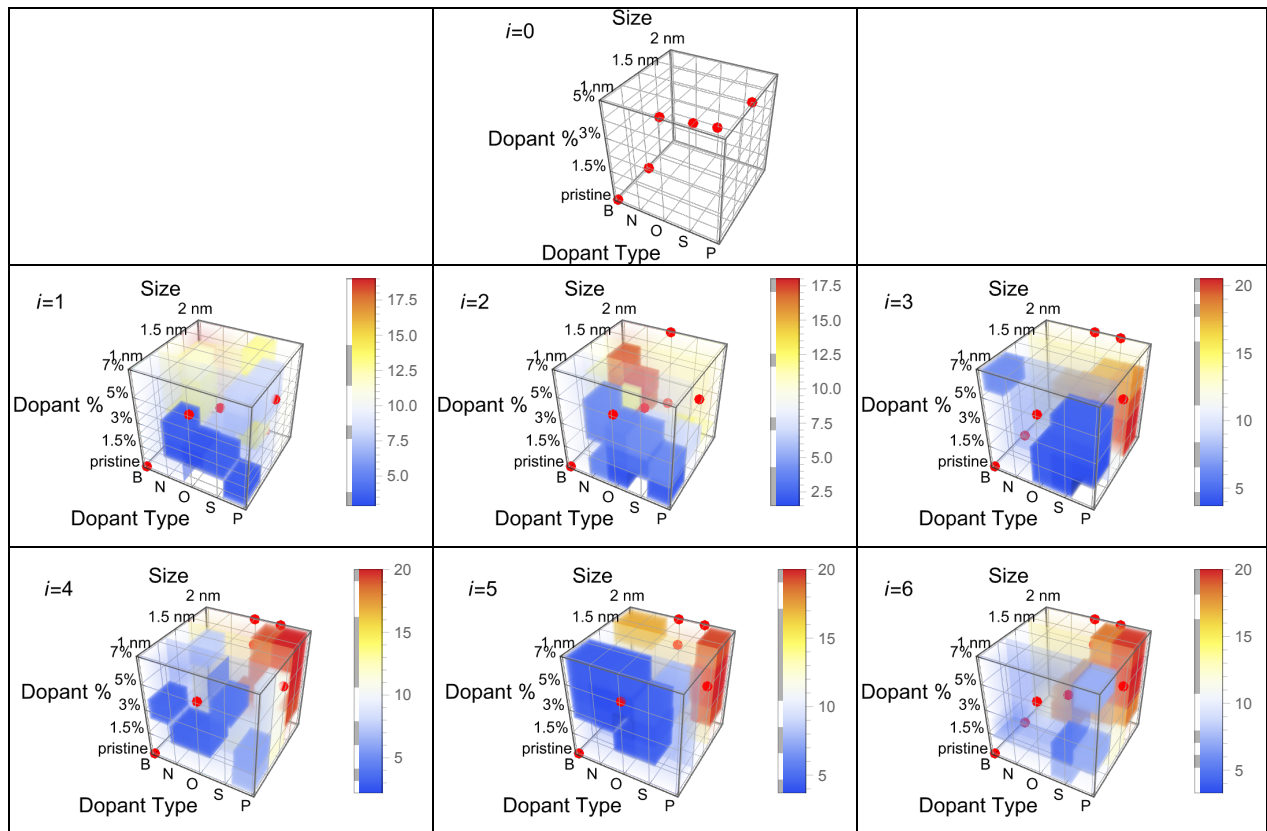 i=0
Size
2 nm
1.5 nm
1 nm
5%
Dopant %
3%
1.5%
pristine
B
N
O
S
P
Dopant Type
i=1
Size
2 nm
1.5 nm
1 nm
7%
5%
Dopant %
3%
1.5%
pristine
B
N
O
S
P
Dopant Type
17.5
15.0
12.5
10.0
7.5
5.0
i=2
Size
2 nm
1.5 nm
1 nm
7%
5%
Dopant %
3%
1.5%
pristine
B
N
O
S
P
Dopant Type
17.5
15.0
12.5
10.0
7.5
5.0
2.5
i=3
Size
2 nm
1.5 nm
1 nm
7%
5%
Dopant %
3%
1.5%
pristine
B
N
O
S
P
Dopant Type
20
15
10
5
i=4
Size
2 nm
1.5 nm
1 nm
7%
5%
Dopant %
3%
1.5%
pristine
B
N
O
S
P
Dopant Type
20
15
10
5
i=5
Size
2 nm
1.5 nm
1 nm
7%
5%
Dopant %
3%
1.5%
pristine
B
N
O
S
P
Dopant Type
20
15
10
5
i=6
Size
2 nm
1.5 nm
1 nm
7%
5%
Dopant %
3%
1.5%
pristine
B
N
O
S
P
Dopant Type
20
15
10
5